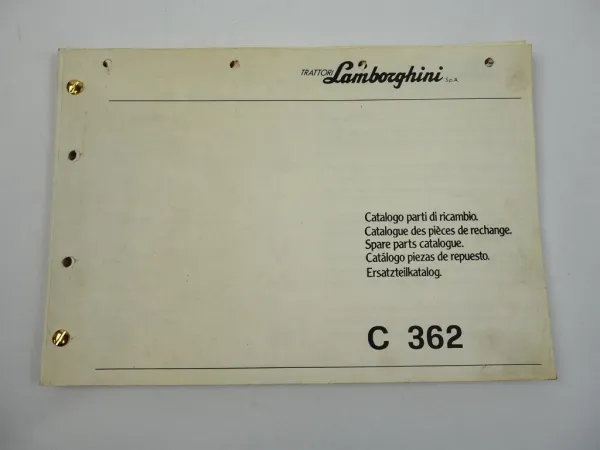 TRATTORI Lamborghini S.p.A.
Catalogo parti di ricambio.
Catalogue des pièces de rechange.
Spare parts catalogue.
Catálogo piezas de repuesto.
Ersatzteilkatalog.
C 362